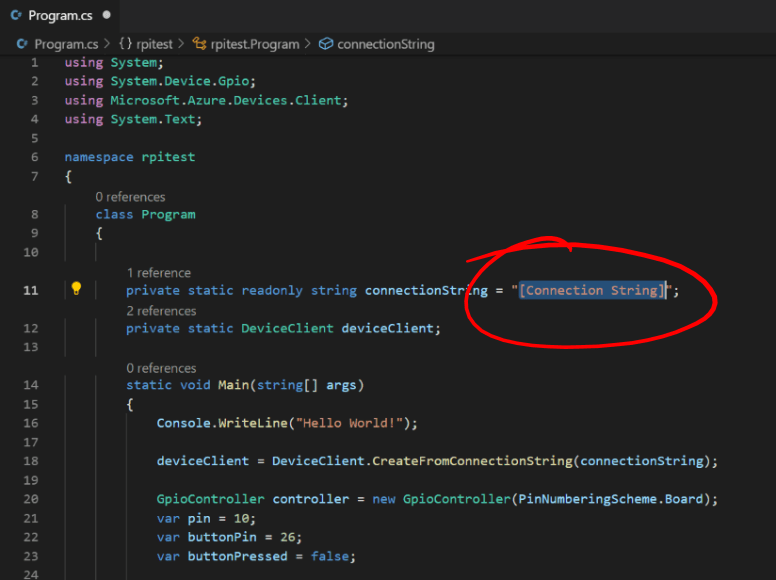 Program.cs
Program.cs > {} rpitest > rpitest.Program > connectionString
1 using System;
2 using System.Device.Gpio;
3 using Microsoft.Azure.Devices.Client;
4 using System.Text;
5
6 namespace rpitest
7 {
0 references
8 class Program
9 {
10
1 reference
11 private static readonly string connectionString = "[Connection String]";
2 references
12 private static DeviceClient deviceClient;
13
0 references
14 static void Main(string[] args)
15 {
16 Console.WriteLine("Hello World!");
17
18 deviceClient = DeviceClient.CreateFromConnectionString(connectionString);
19
20 GpioController controller = new GpioController(PinNumberingScheme.Board);
21 var pin = 10;
22 var buttonPin = 26;
23 var buttonPressed = false;
24